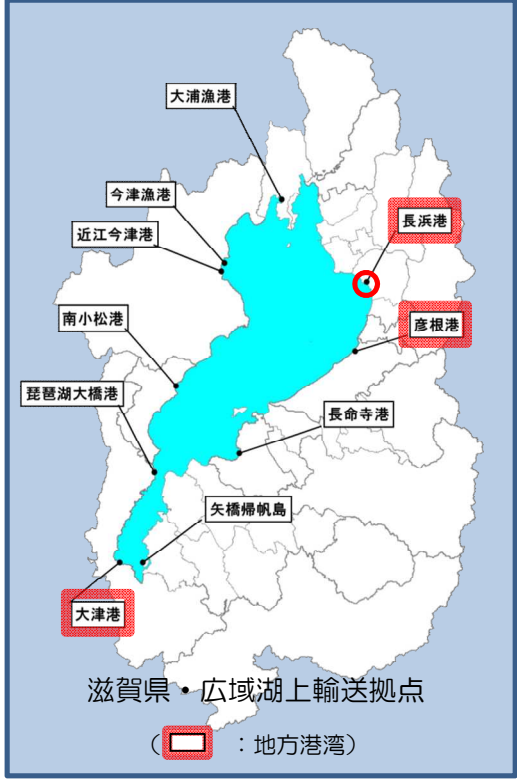 大浦漁港
今津漁港
近江今津港
長浜港
彦根港
南小松港
琵琶湖大橋港
長命寺港
矢橋帰帆島
大津港
滋賀県・広域湖上輸送拠点
（ ：地方港湾）